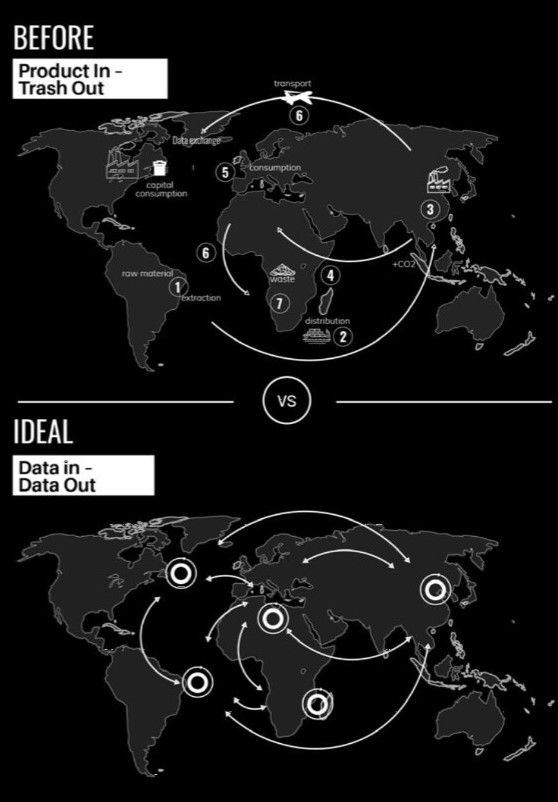 BEFORE
Product In –
Trash Out
transport
6
Data exchange
5
consumption
capital
consumption
3
6
+CO2
raw material
1
extraction
waste
4
7
distribution
2
VS
IDEAL
Data in –
Data Out